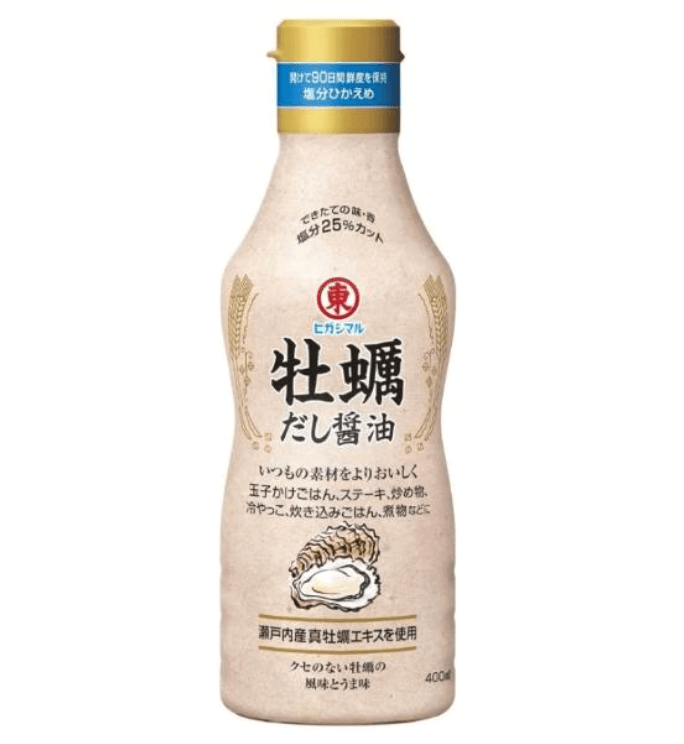 開けて90日間鮮度を保持
塩分ひかえめ
できたての味・香
塩分25%カット
東
ヒガシマル
牡蠣
だし醤油
いつもの素材をよりおいしく
玉子かけごはん、ステーキ、炒め物、
冷やっこ、炊き込みごはん、煮物などに
瀬戸内産真牡蠣エキスを使用
クセのない牡蠣の
風味とうま味
400ml